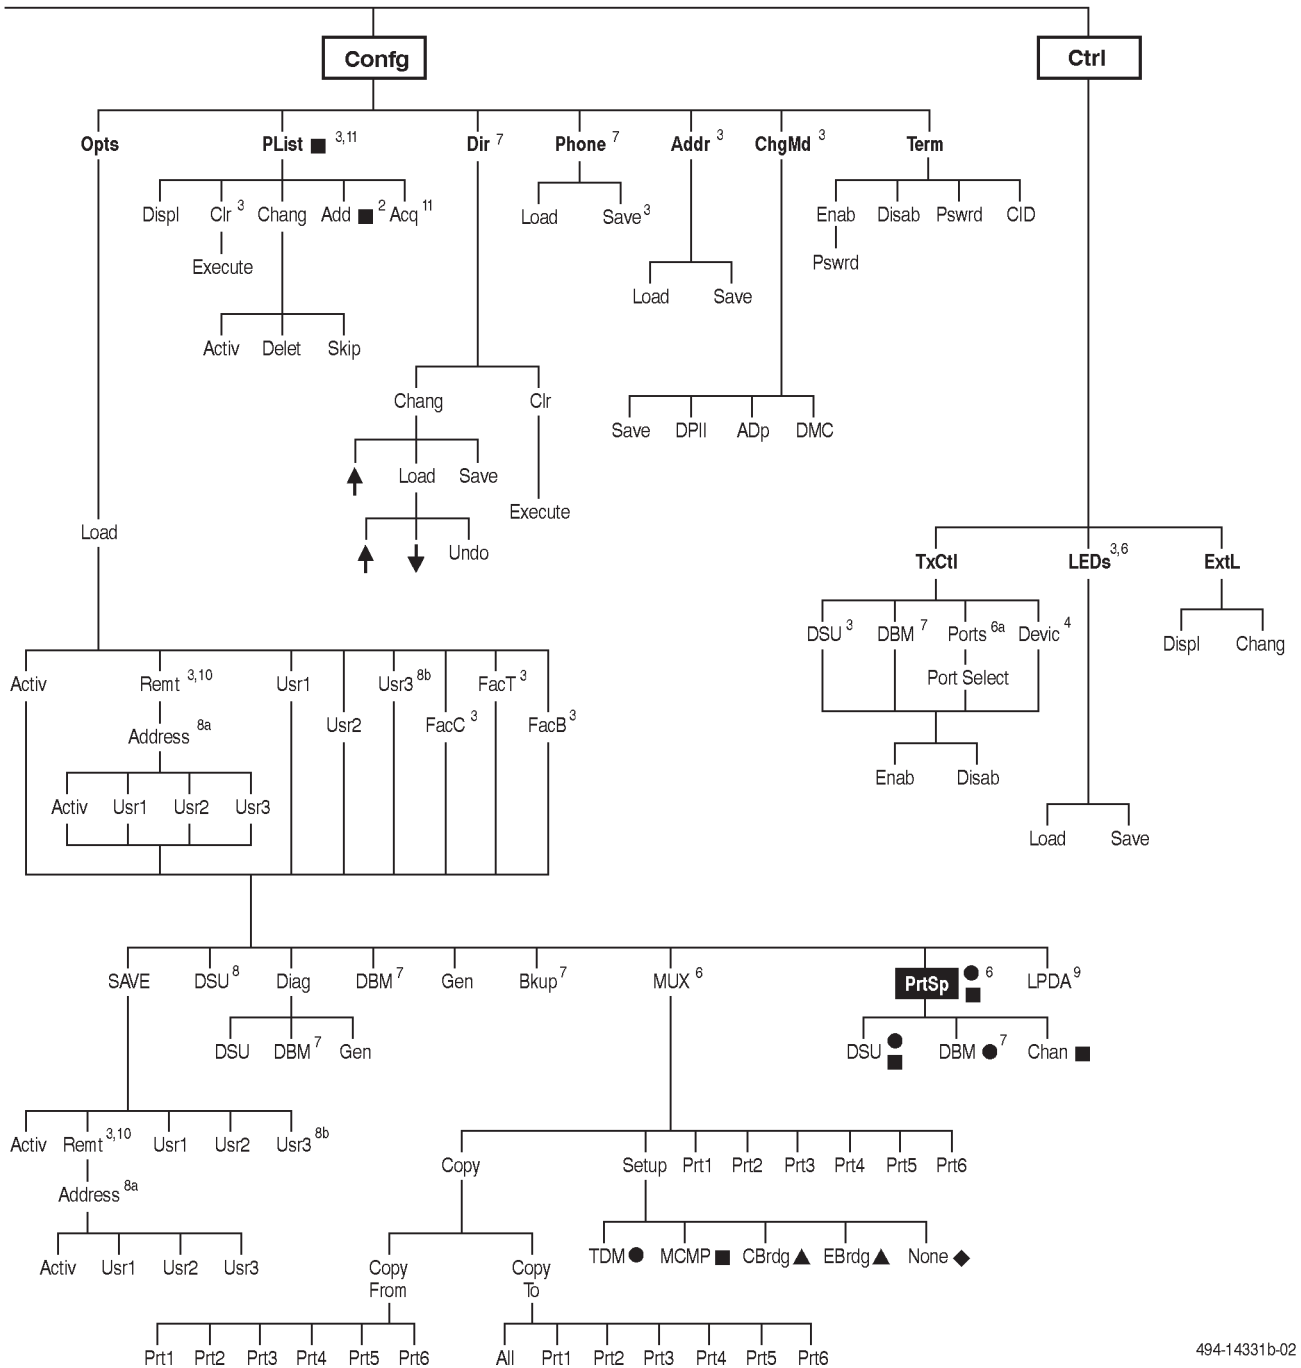 Confg
Ctrl
Opts
PList ■ 3,11
Dir 7
Phone 7
Addr 3
ChgMd 3
Term
Displ
Clr 3
Chang
Add ■ 2
Acq 11
Load
Save 3
Enab
Disab
Pswrd
CID
Execute
Pswrd
Load
Save
Activ
Delet
Skip
Chang
Clr
Save
DPII
ADp
DMC
Load
Save
Execute
Undo
Load
TxCtl
LEDs 3,6
ExtL
DSU 3
DBM 7
Ports 6a
Devic 4
Displ
Chang
Port Select
Enab
Disab
Load
Save
Activ
Remt 3,10
Usr1
Usr2
Usr3 8b
FacC 3
FacT 3
FacB 3
Address 8a
Activ
Usr1
Usr2
Usr3
SAVE
DSU 8
Diag
DBM 7
Gen
Bkup 7
MUX 6
PrtSp ● ■ 6
LPDA 9
DSU
DBM 7
Gen
DSU ● ■
DBM ● 7
Chan ■
Activ
Remt 3,10
Usr1
Usr2
Usr3 8b
Address 8a
Activ
Usr1
Usr2
Usr3
Copy
Setup
Prt1
Prt2
Prt3
Prt4
Prt5
Prt6
TDM ●
MCMP ■
CBrdg ▲
EBrdg ▲
None ◆
Copy
From
Copy
To
Prt1
Prt2
Prt3
Prt4
Prt5
Prt6
All
Prt1
Prt2
Prt3
Prt4
Prt5
Prt6
494-14331b-02